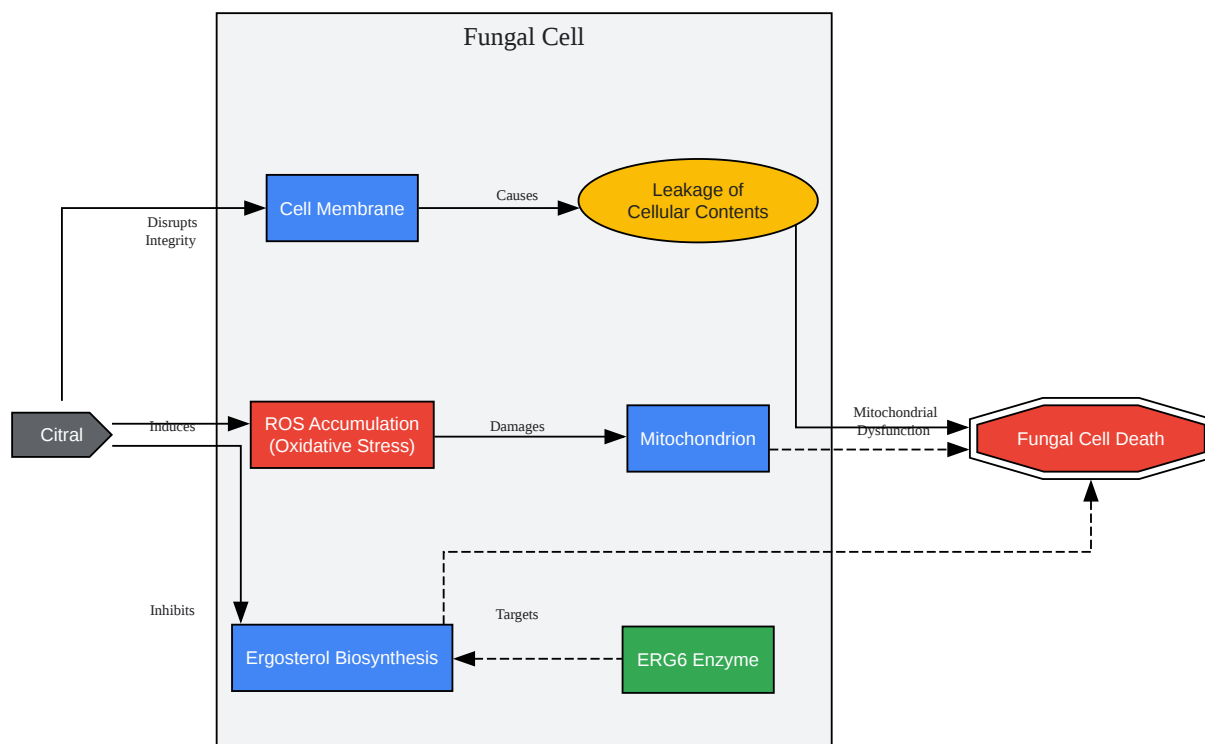 Fungal Cell
Cell Membrane
Causes
Leakage of
Cellular Contents
Disrupts
Integrity
Citral
Induces
ROS Accumulation
(Oxidative Stress)
Damages
Mitochondrion
Mitochondrial
Dysfunction
Fungal Cell Death
Inhibits
Targets
Ergosterol Biosynthesis
ERG6 Enzyme